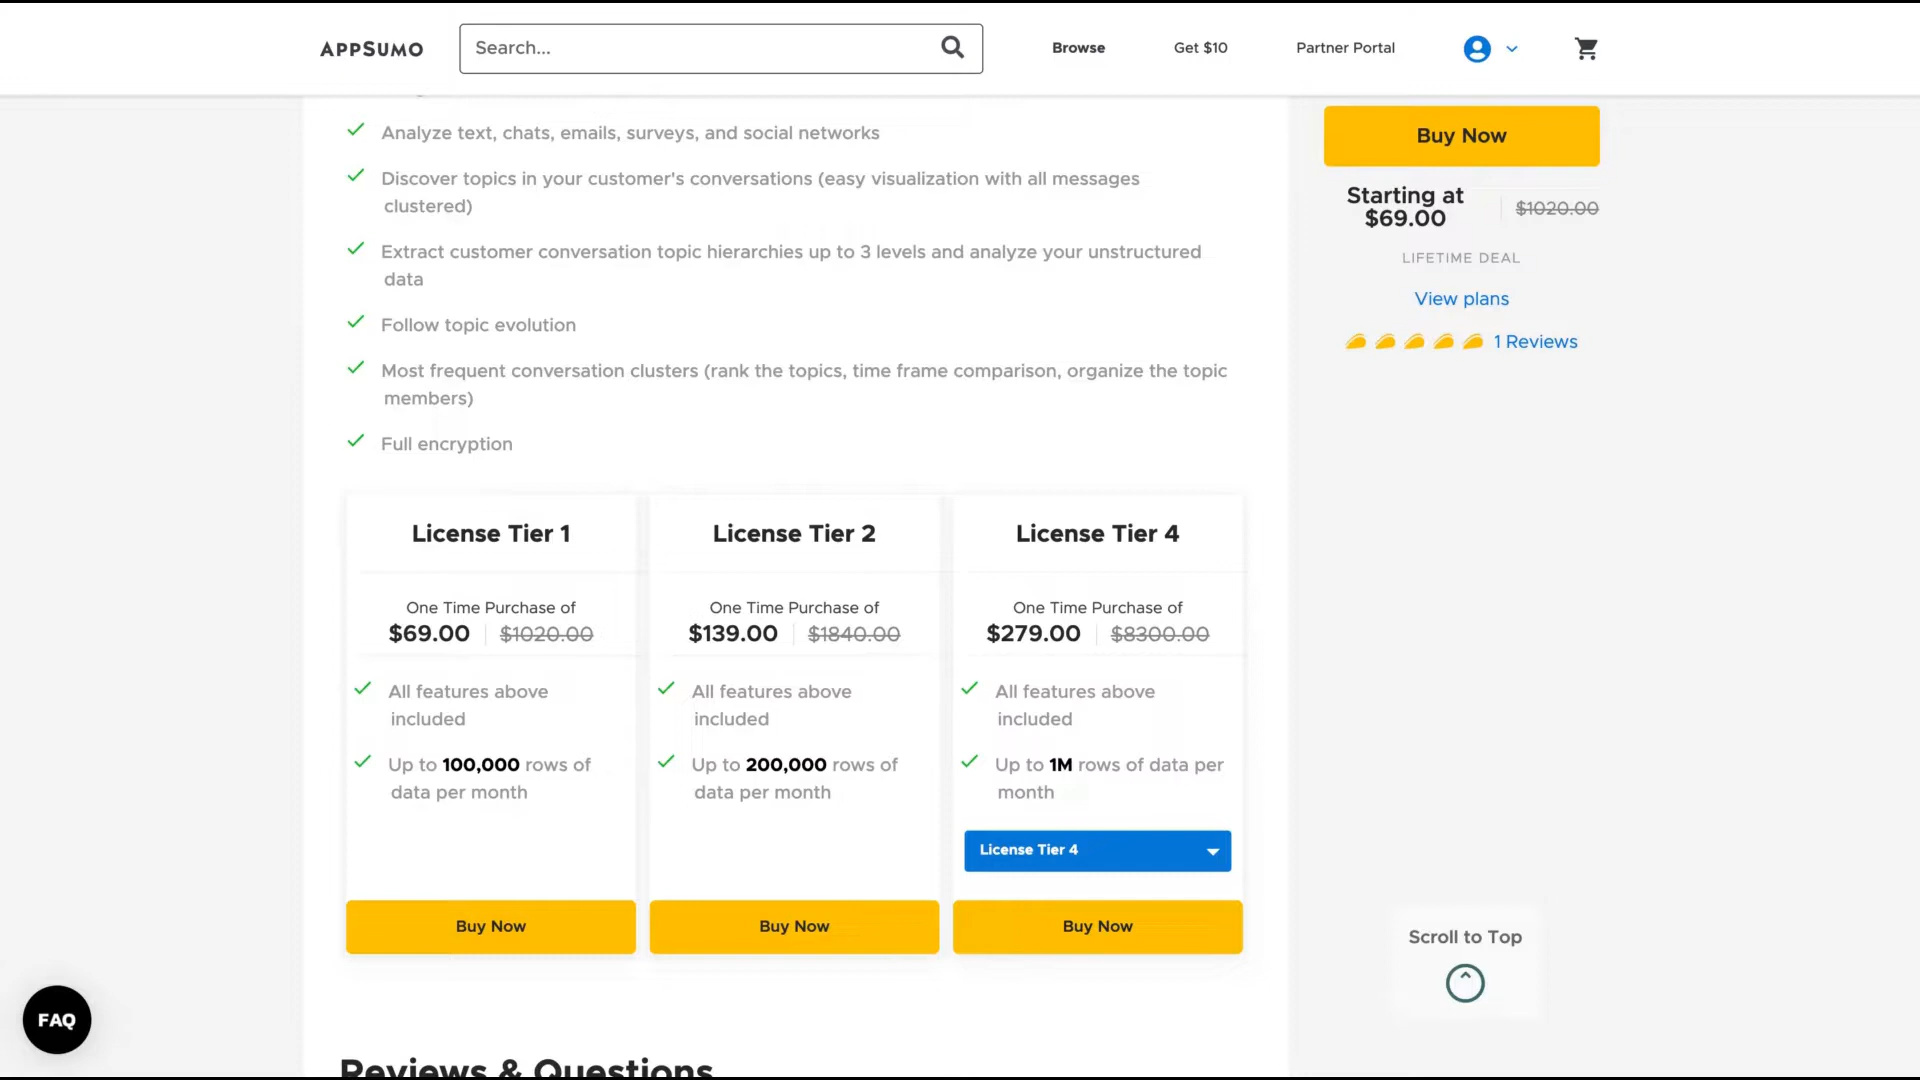 APPSUMO
Search...
Browse
Get $10
Partner Portal
Analyze text, chats, emails, surveys, and social networks
Discover topics in your customer's conversations (easy visualization with all messages
clustered)
Extract customer conversation topic hierarchies up to 3 levels and analyze your unstructured
data
Follow topic evolution
Most frequent conversation clusters (rank the topics, time frame comparison, organize the topic
members)
Full encryption
Buy Now
Starting at
$69.00
$1020.00
LIFETIME DEAL
View plans
1 Reviews
License Tier 1
One Time Purchase of
$69.00 $1020.00
All features above
included
Up to 100,000 rows of
data per month
Buy Now
License Tier 2
One Time Purchase of
$139.00 $1840.00
All features above
included
Up to 200,000 rows of
data per month
Buy Now
License Tier 4
One Time Purchase of
$279.00 $8300.00
All features above
included
Up to 1M rows of data per
month
License Tier 4
Buy Now
Scroll to Top
FAQ
Reviews & Questions